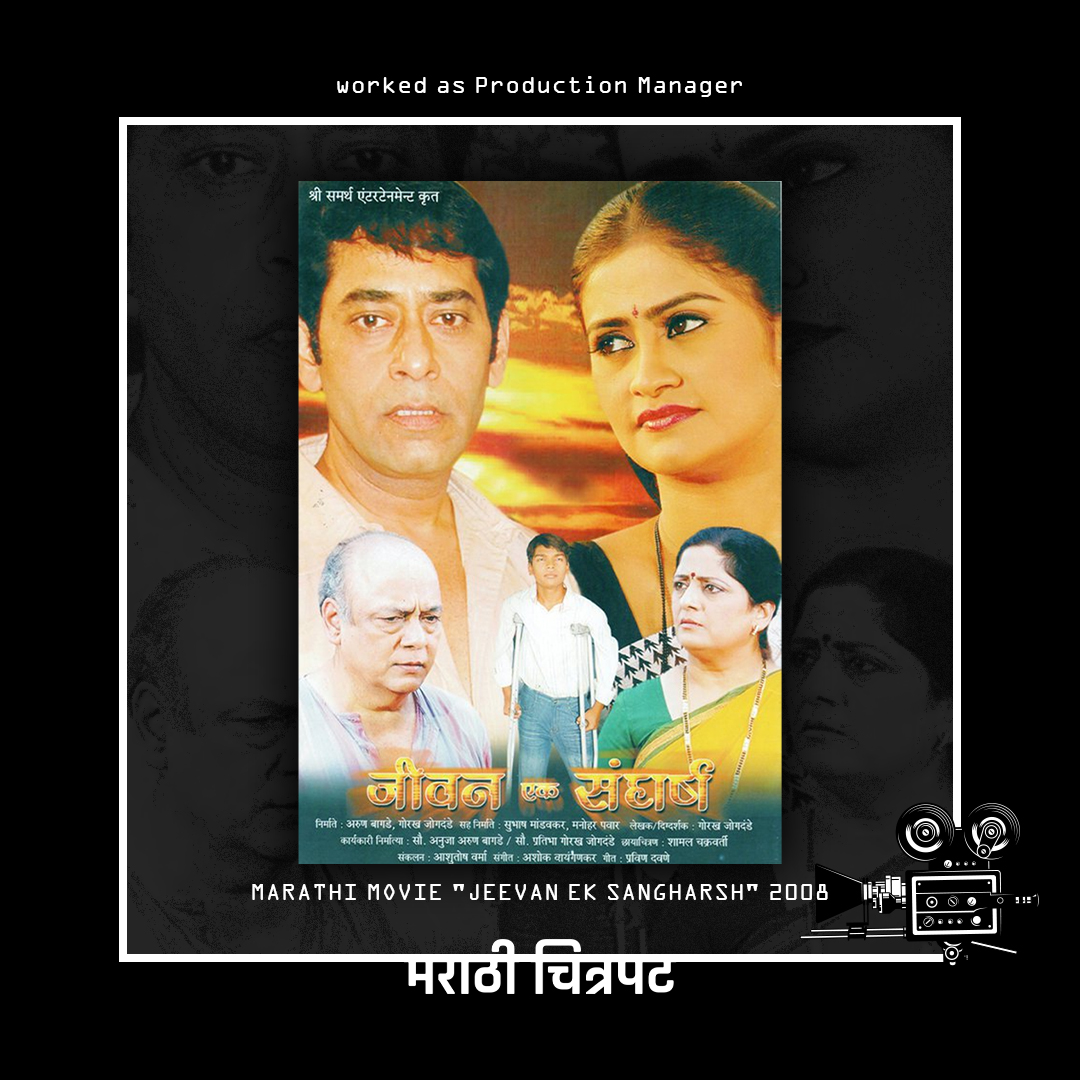 worked as Production Manager
श्री समर्थ एंटरटेनमेन्ट कृत
जीवन एक संघर्ष
निर्मिते : अरुण बागडे, गोरख जोगदंडे सह निर्मिते : सुभाष मांडवकर, मनोहर पवार लेखक/दिग्दर्शक : गोरख जोगदंडे
कार्यकारी निर्मात्या : सौ. अनुजा अरुण बागडे / सौ. प्रतिभा गोरख जोगदंडे छायाचित्रण : शामल चक्रवर्ती
संकलन : आशुतोष वर्मा संगीत : अशोक वायंगणकर गीत : प्रविण दवणे
MARATHI MOVIE "JEEVAN EK SANGHARSH" 2008
मराठी चित्रपट